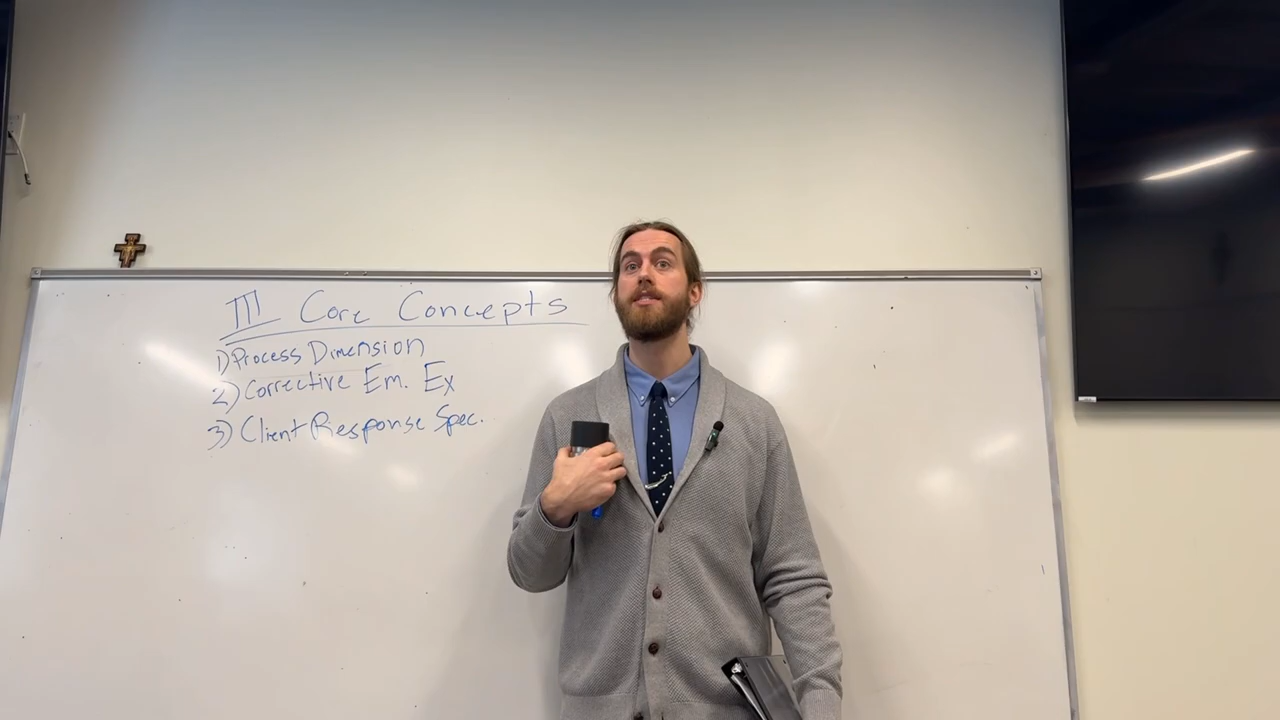 III Core Concepts
1) Process Dimension
2) Corrective Em. Ex
3) Client Response Spec.